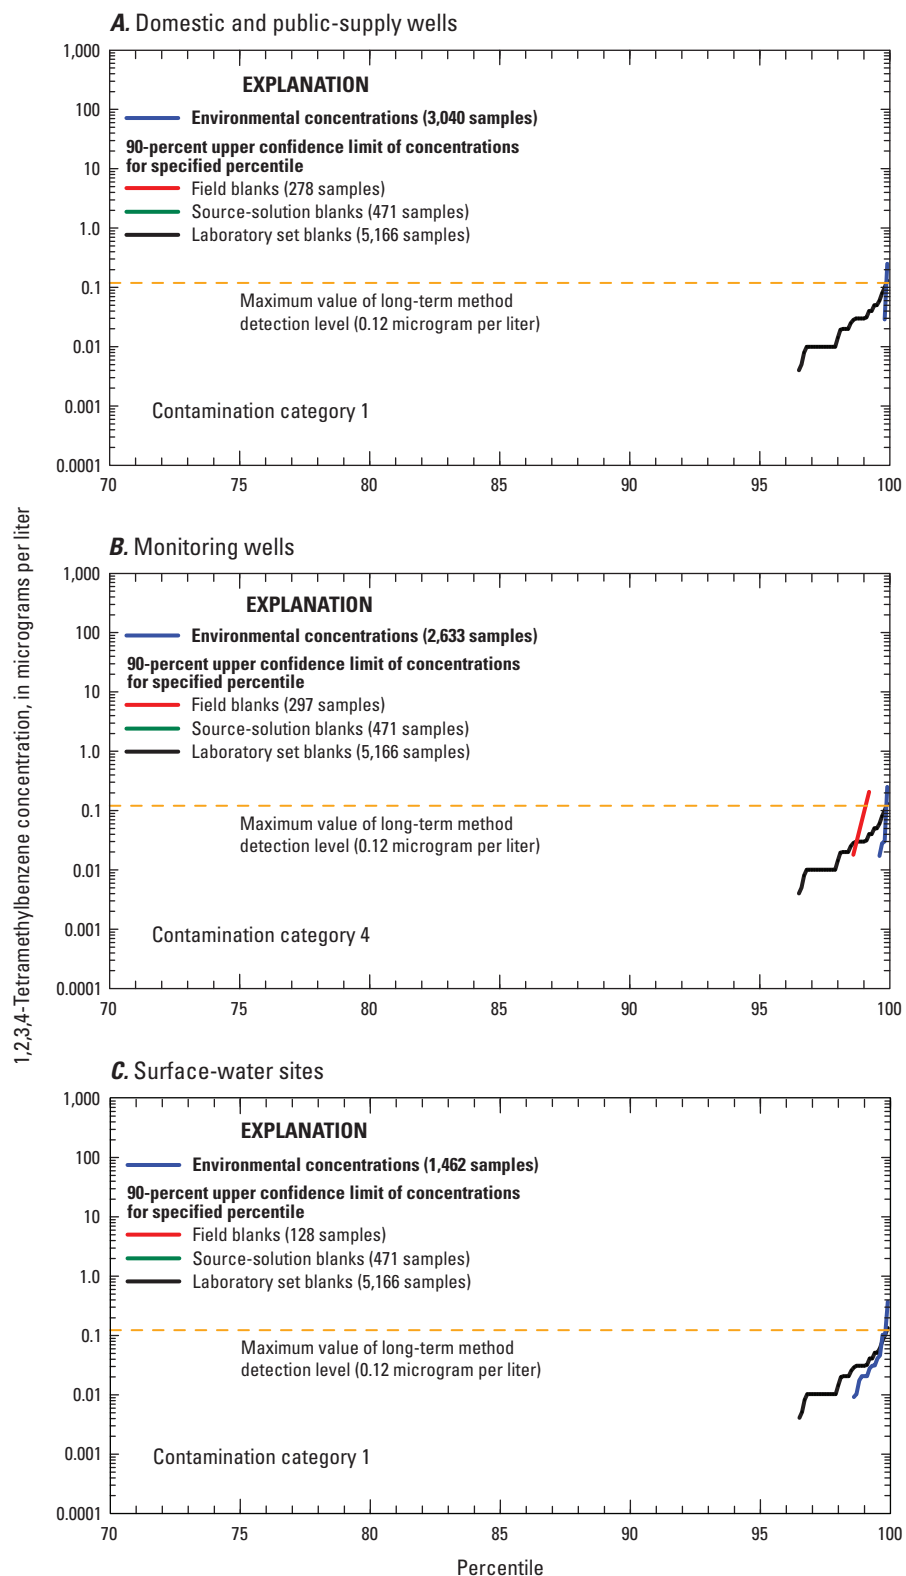 A. Domestic and public-supply wells
1,000
EXPLANATION
100
Environmental concentrations (3,040 samples)
90-percent upper confidence limit of concentrations
for specified percentile
10
Field blanks (278 samples)
Source-solution blanks (471 samples)
1.0
Laboratory set blanks (5,166 samples)
0.1
Maximum value of long-term method
detection level (0.12 microgram per liter)
0.01
0.001
Contamination category 1
0.0001
70 75 80 85 90 95 100
1,2,3,4-Tetramethylbenzene concentration, in micrograms per liter
B. Monitoring wells
1,000
EXPLANATION
100
Environmental concentrations (2,633 samples)
90-percent upper confidence limit of concentrations
for specified percentile
10
Field blanks (297 samples)
Source-solution blanks (471 samples)
1.0
Laboratory set blanks (5,166 samples)
0.1
Maximum value of long-term method
detection level (0.12 microgram per liter)
0.01
0.001
Contamination category 4
0.0001
70 75 80 85 90 95 100
C. Surface-water sites
1,000
EXPLANATION
100
Environmental concentrations (1,462 samples)
90-percent upper confidence limit of concentrations
for specified percentile
10
Field blanks (128 samples)
Source-solution blanks (471 samples)
1.0
Laboratory set blanks (5,166 samples)
0.1
Maximum value of long-term method
detection level (0.12 microgram per liter)
0.01
0.001
Contamination category 1
0.0001
70 75 80 85 90 95 100
Percentile